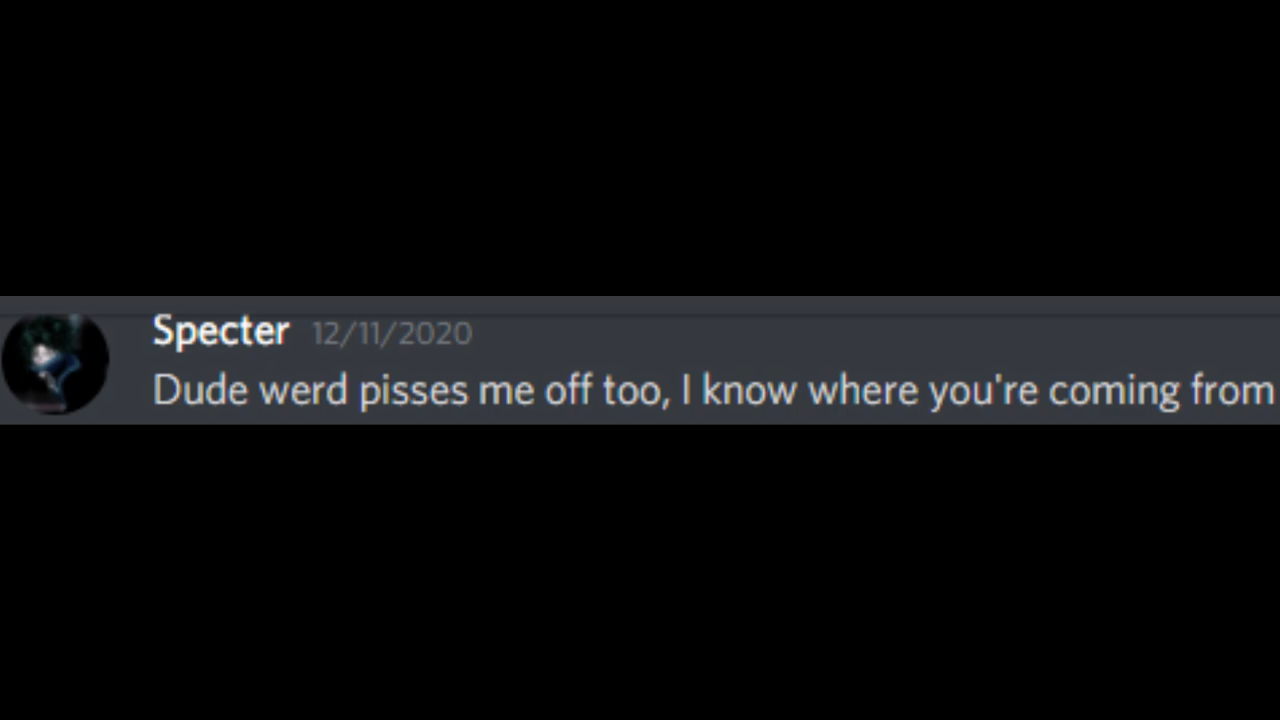 Specter 12/11/2020
Dude werd pisses me off too, I know where you're coming from